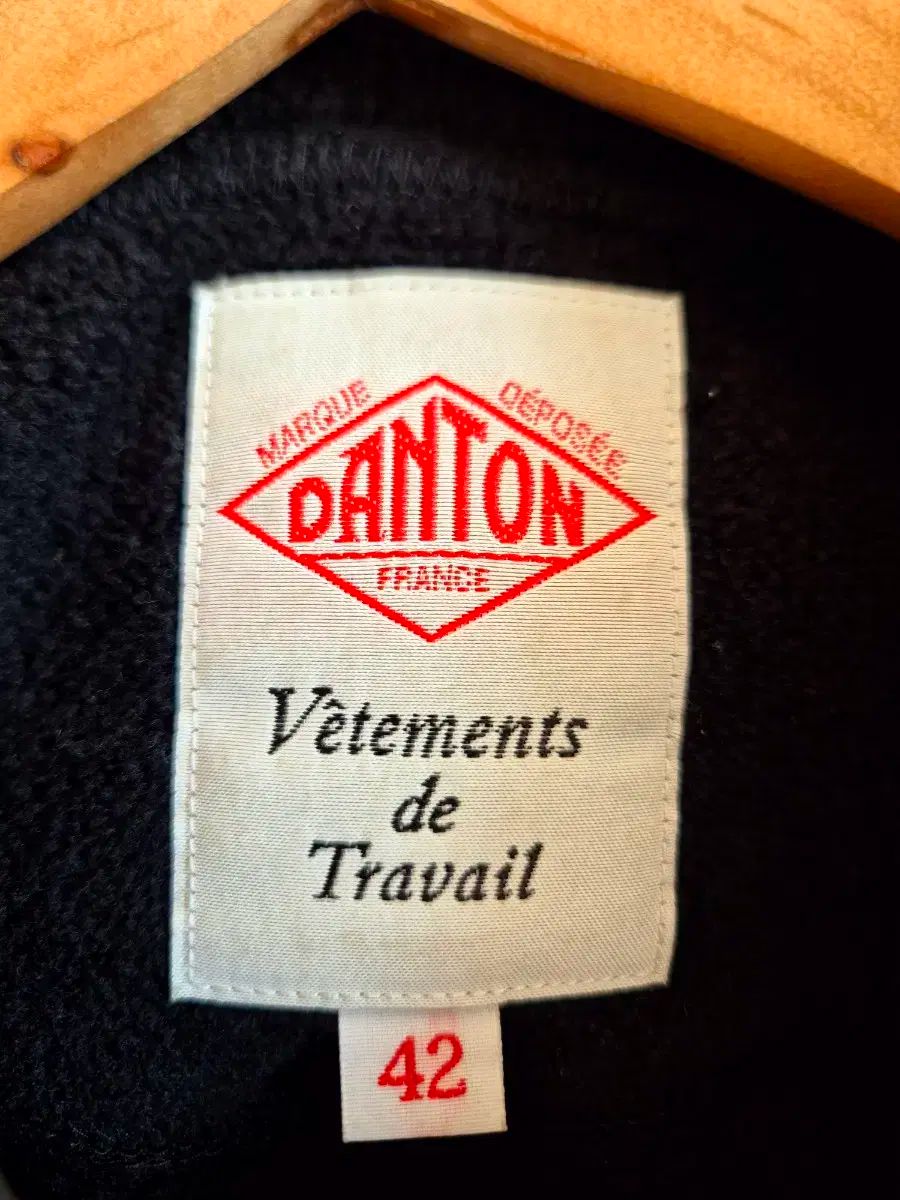 MARQUE DÉPOSÉE
DANTON
FRANCE
Vêtements
de
Travail
42